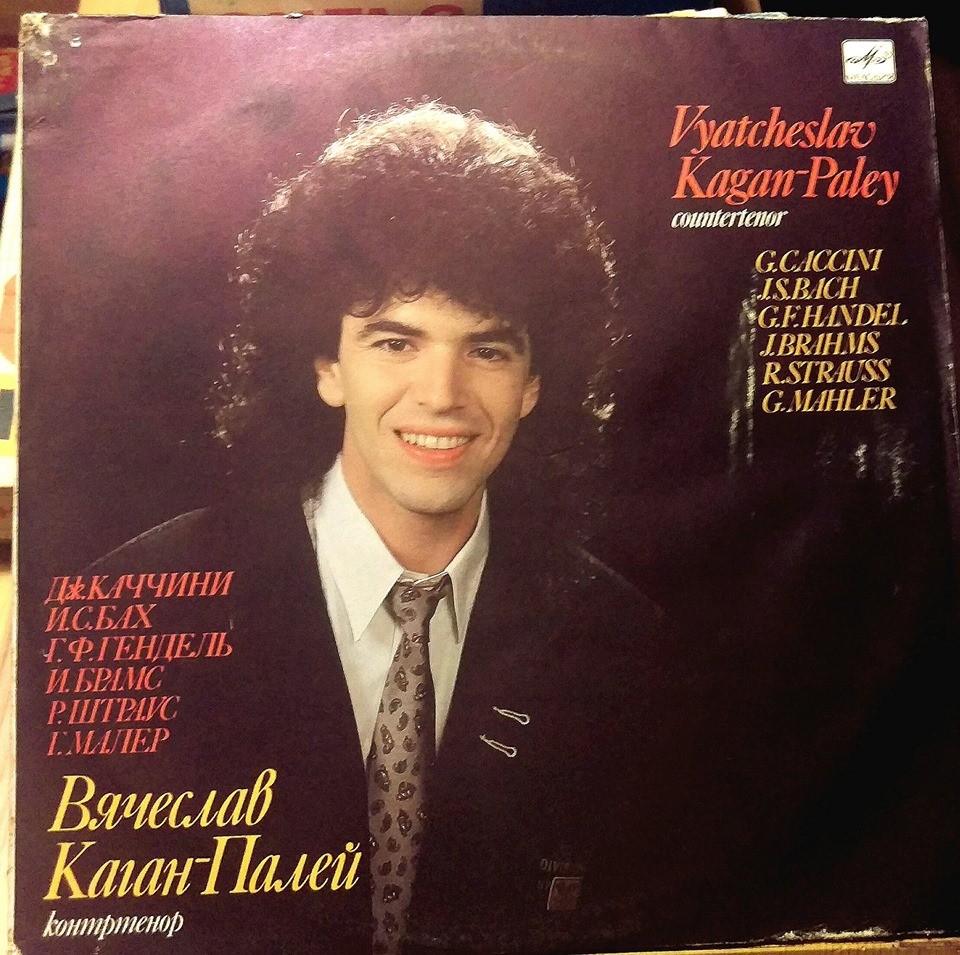 Vyatcheslav
Kagan-Paley
countertenor
G.CACCINI
J.S.BACH
G.F.HANDEL
J.BRAHMS
R.STRAUSS
G.MAHLER
Дж.КАЧЧИНИ
И.С.БАХ
Г.Ф.ГЕНДЕЛЬ
И.БРАМС
Р.ШТРАУС
Г.МАЛЕР
Вячеслав
Каган-Палей
контртенор